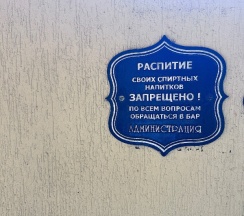 РАСПИТИЕ
СВОИХ СПИРТНЫХ
НАПИТКОВ
ЗАПРЕЩЕНО !
ПО ВСЕМ ВОПРОСАМ
ОБРАЩАТЬСЯ В БАР
АДМИНИСТРАЦИЯ